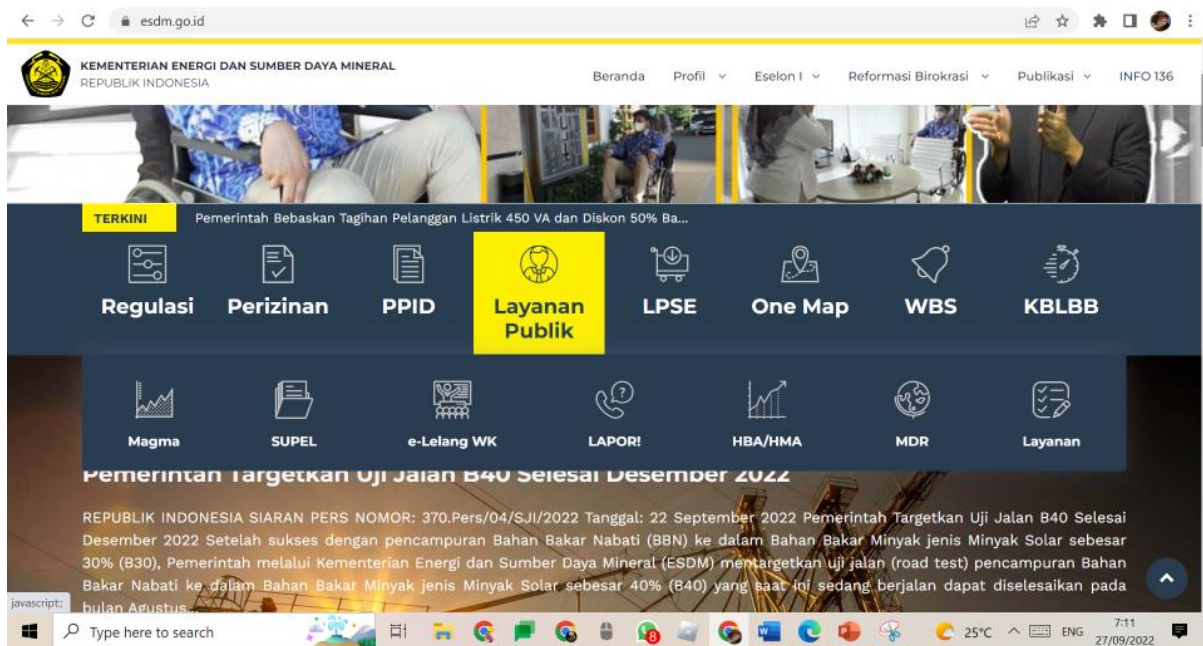 esdm.go.id
KEMENTERIAN ENERGI DAN SUMBER DAYA MINERAL
REPUBLIK INDONESIA
Beranda Profil Eselon I Reformasi Birokrasi Publikasi INFO 136
TERKINI Pemerintah Bebaskan Tagihan Pelanggan Listrik 450 VA dan Diskon 50% Ba...
Regulasi Perizinan PPID Layanan Publik LPSE One Map WBS KBLBB
Magma SUPEL e-Lelang WK LAPOR! HBA/HMA MDR Layanan
Pemerintah Targetkan Uji Jalan B40 Selesai Desember 2022
REPUBLIK INDONESIA SIARAN PERS NOMOR: 370.Pers/04/SJI/2022 Tanggal: 22 September 2022 Pemerintah Targetkan Uji Jalan B40 Selesai
Desember 2022 Setelah sukses dengan pencampuran Bahan Bakar Nabati (BBN) ke dalam Bahan Bakar Minyak jenis Minyak Solar sebesar
30% (B30), Pemerintah melalui Kementerian Energi dan Sumber Daya Mineral (ESDM) mentargetkan uji jalan (road test) pencampuran Bahan
Bakar Nabati ke dalam Bahan Bakar Minyak jenis Minyak Solar sebesar 40% (B40) yang saat ini sedang berjalan dapat diselesaikan pada
bulan Agustus...
javascript:;
Type here to search 8 25°C ENG 7:11
27/09/2022